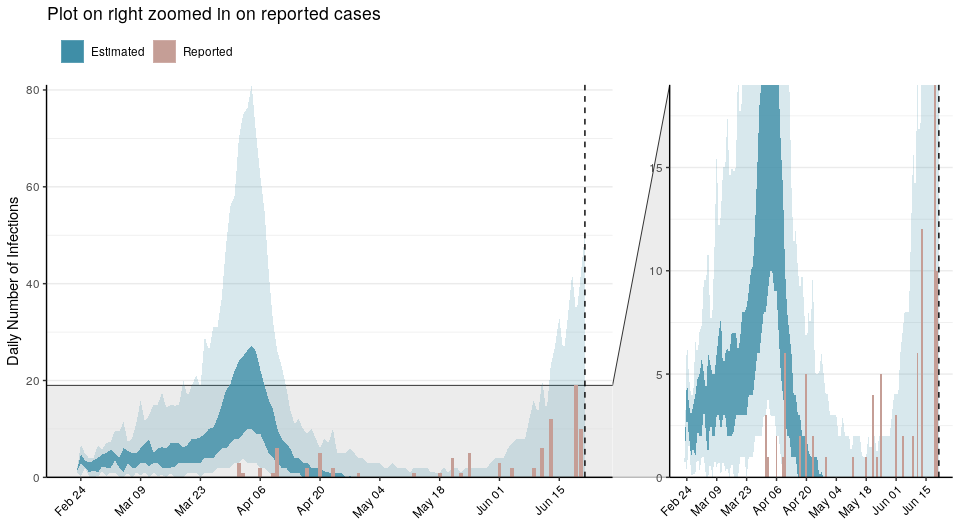 Plot on right zoomed in on reported cases
Estimated
Reported
Daily Number of Infections
80
60
40
20
0
Feb 24
Mar 09
Mar 23
Apr 06
Apr 20
May 04
May 18
Jun 01
Jun 15
15
10
5
0
Feb 24
Mar 09
Mar 23
Apr 06
Apr 20
May 04
May 18
Jun 01
Jun 15